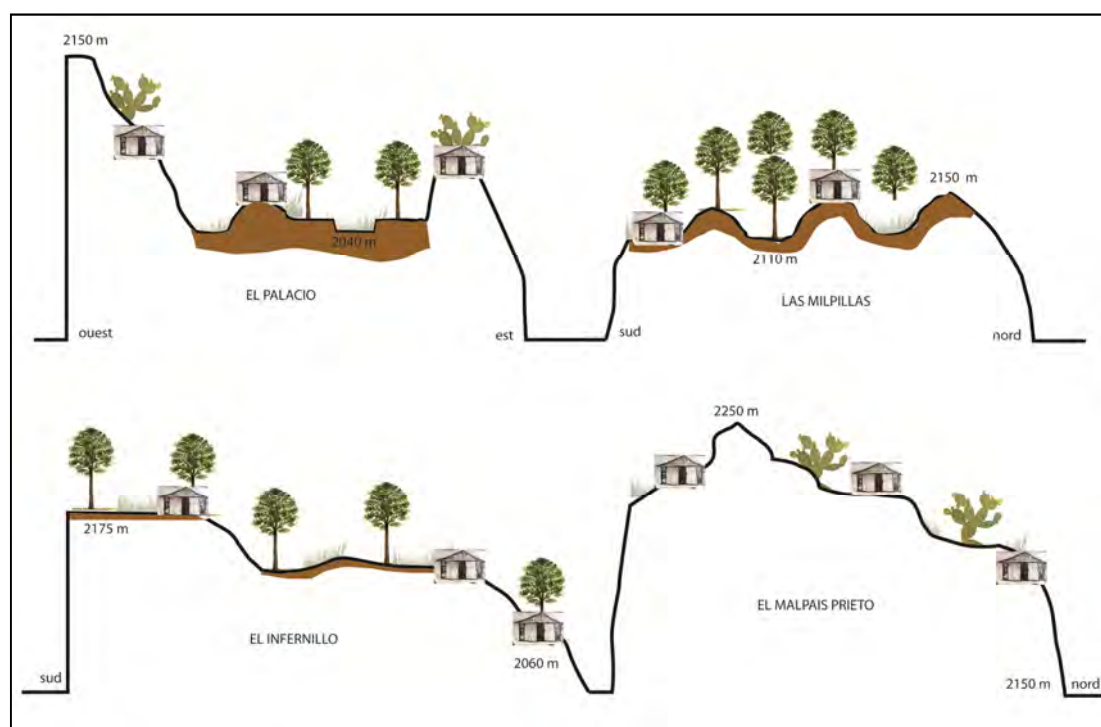 2150 m
2040 m
EL PALACIO
ouest
est
2150 m
2110 m
LAS MILPILLAS
sud
nord
2175 m
EL INFERNILLO
2060 m
sud
2250 m
EL MALPAIS PRIETO
2150 m
nord